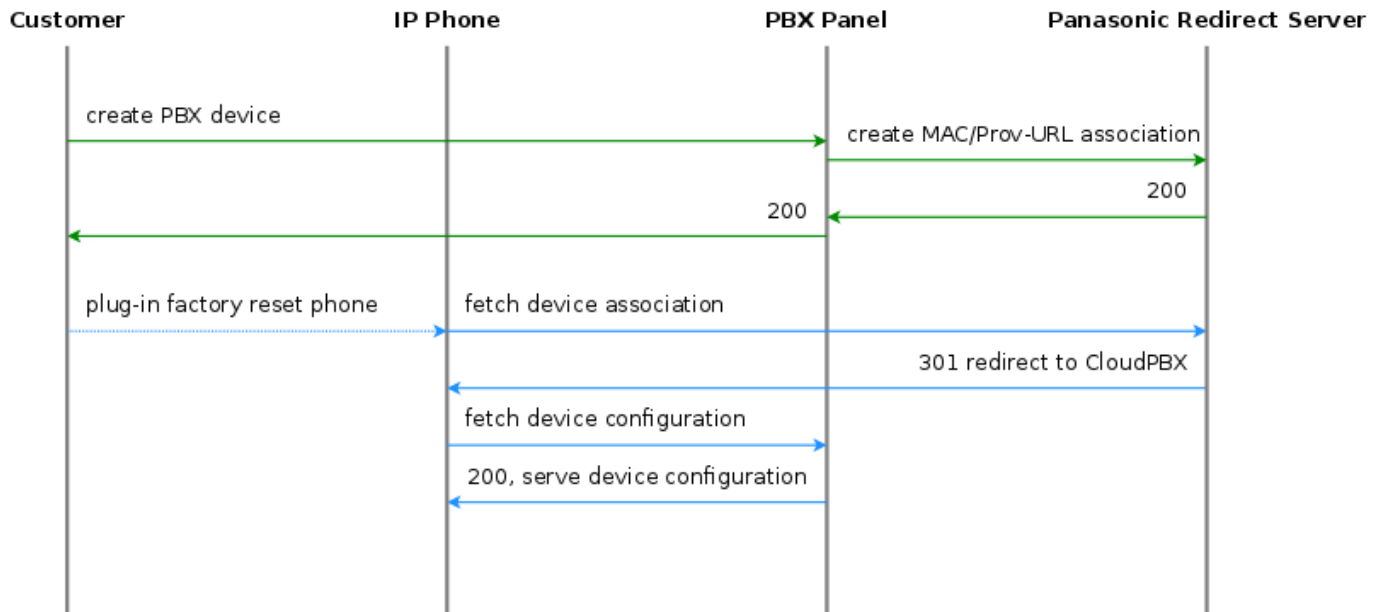 Customer
IP Phone
PBX Panel
Panasonic Redirect Server
create PBX device
create MAC/Prov-URL association
200
200
plug-in factory reset phone
fetch device association
301 redirect to CloudPBX
fetch device configuration
200, serve device configuration